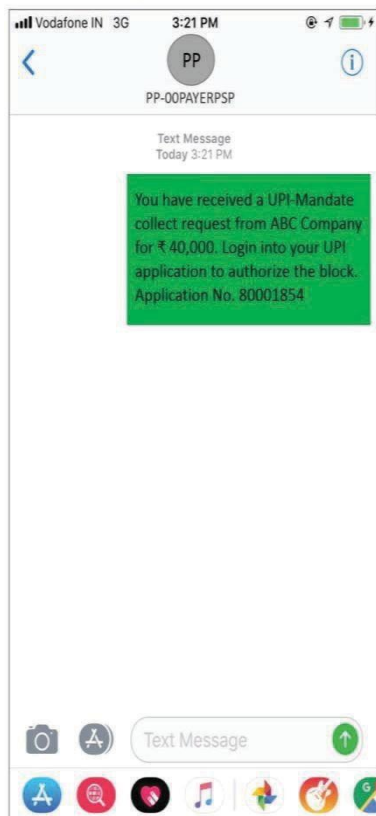 Vodafone IN 3G 3:21 PM
PP
PP-00PAYERPSP
Text Message
Today 3:21 PM
You have received a UPI-Mandate
collect request from ABC Company
for ₹ 40,000. Login into your UPI
application to authorize the block.
Application No. 80001854
Text Message